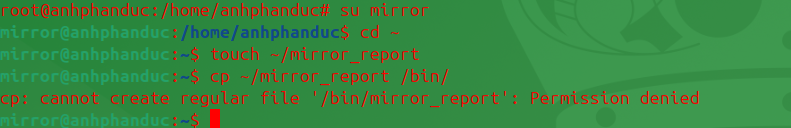 root@anhphanduc:/home/anhphanduc# su mirror
mirror@anhphanduc:/home/anhphanduc$ cd ~
mirror@anhphanduc:~$ touch ~/mirror_report
mirror@anhphanduc:~$ cp ~/mirror_report /bin/
cp: cannot create regular file '/bin/mirror_report': Permission denied
mirror@anhphanduc:~$